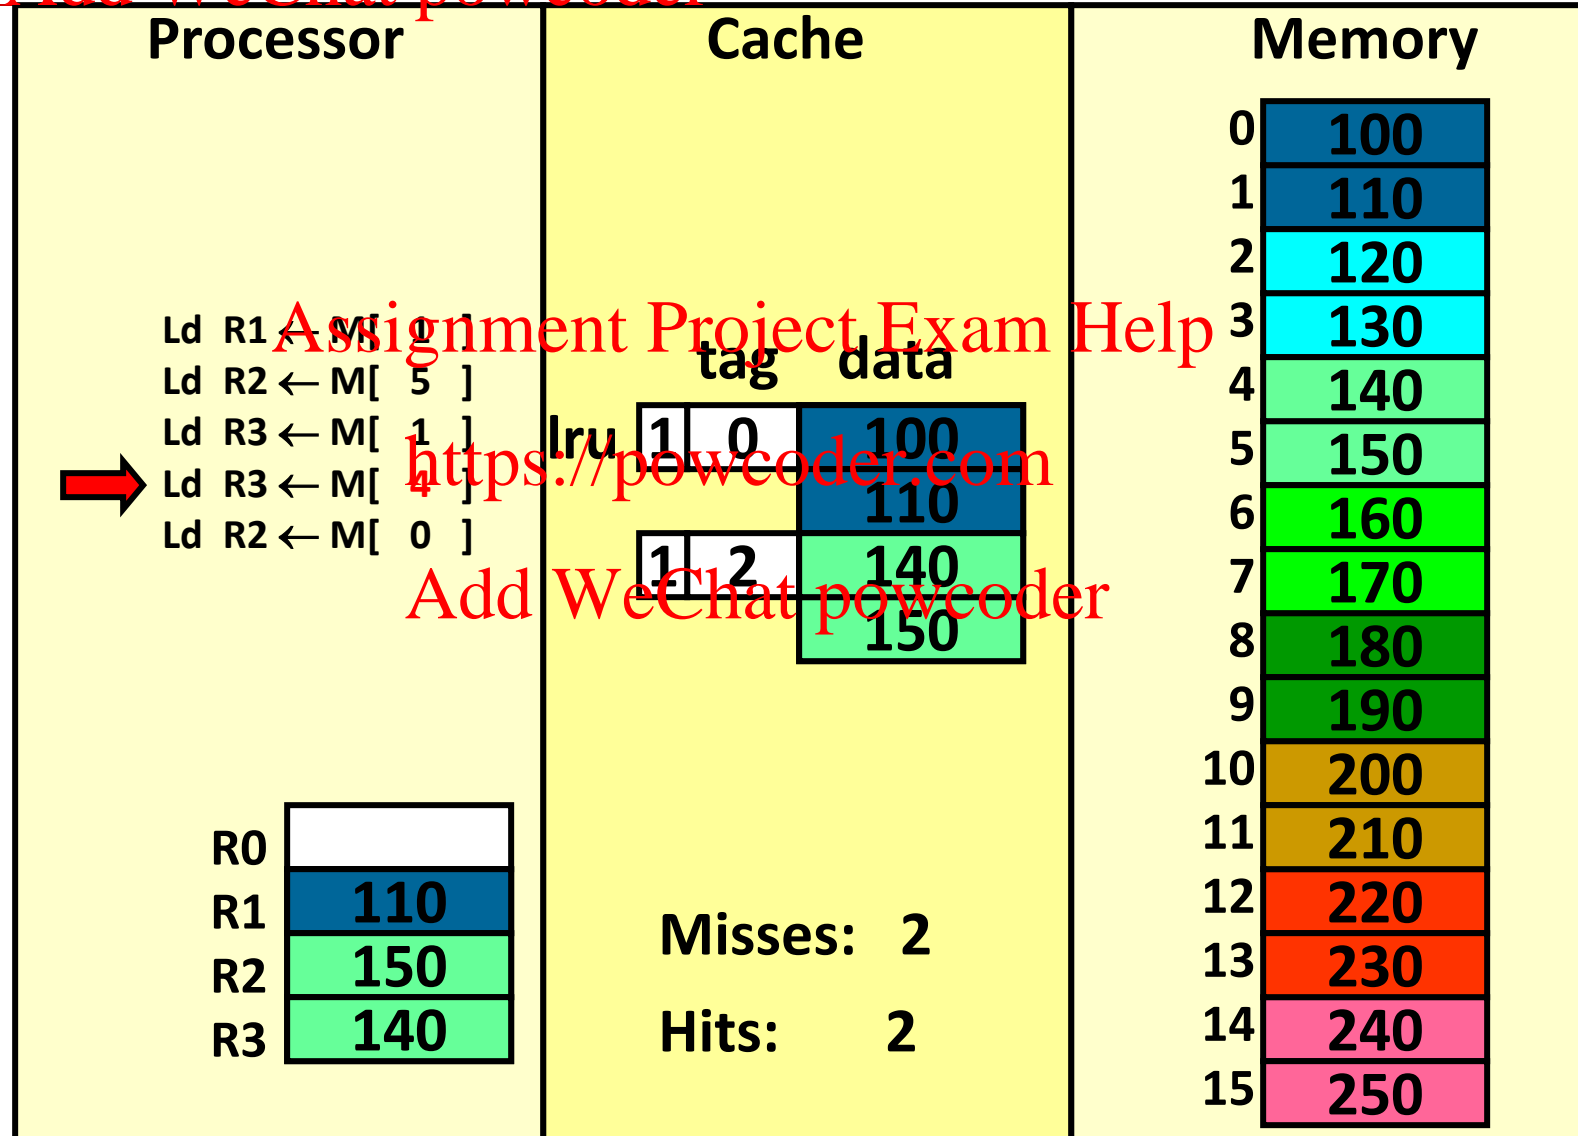 Add WeChat powcoder
Processor
Cache
Memory
Ld R1 ← M[ 1 ]
Ld R2 ← M[ 5 ]
Ld R3 ← M[ 1 ]
Ld R3 ← M[ 4 ]
Ld R2 ← M[ 0 ]
Assignment Project Exam Help
https://powcoder.com
Add WeChat powcoder
R0
R1 110
R2 150
R3 140
tag data
lru 1 0 100
110
1 2 140
150
Misses: 2
Hits: 2
0 100
1 110
2 120
3 130
4 140
5 150
6 160
7 170
8 180
9 190
10 200
11 210
12 220
13 230
14 240
15 250